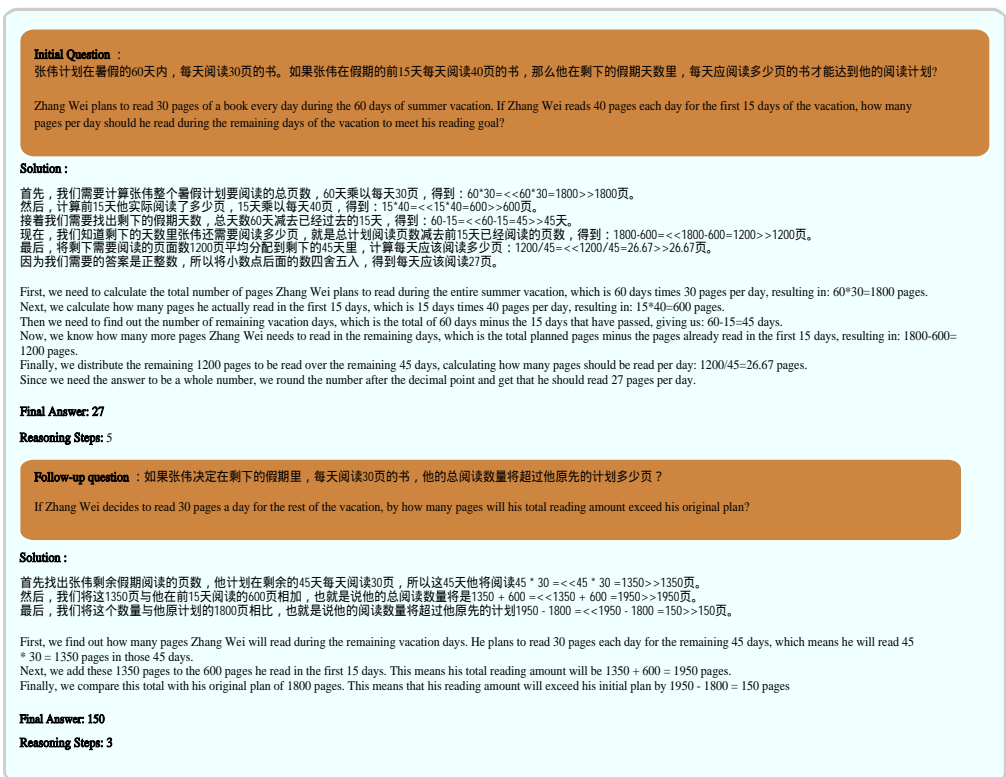 Initial Question :
张伟计划在暑假的60天内，每天阅读30页的书。如果张伟在假期的前15天每天阅读40页的书，那么他在剩下的假期天数里，每天应阅读多少页的书才能达到他的阅读计划?
Zhang Wei plans to read 30 pages of a book every day during the 60 days of summer vacation. If Zhang Wei reads 40 pages each day for the first 15 days of the vacation, how many
pages per day should he read during the remaining days of the vacation to meet his reading goal?
Solution :
首先，我们需要计算张伟整个暑假计划要阅读的总页数，60天乘以每天30页，得到：60*30=<<60*30=1800>>1800页。
然后，计算前15天他实际阅读了多少页，15天乘以每天40页，得到：15*40=<<15*40=600>>600页。
接着我们需要找出剩下的假期天数，总天数60天减去已经过去的15天，得到：60-15=<<60-15=45>>45天。
现在，我们知道剩下的天数里张伟还需要阅读多少页，就是总计划阅读页数减去前15天已经阅读的页数，得到：1800-600=<<1800-600=1200>>1200页。
最后，将剩下需要阅读的页面数1200页平均分配到剩下的45天里，计算每天应该阅读多少页：1200/45=<<1200/45=26.67>>26.67页。
因为我们需要的答案是正整数，所以将小数点后面的数四舍五入，得到每天应该阅读27页。
First, we need to calculate the total number of pages Zhang Wei plans to read during the entire summer vacation, which is 60 days times 30 pages per day, resulting in: 60*30=1800 pages.
Next, we calculate how many pages he actually read in the first 15 days, which is 15 days times 40 pages per day, resulting in: 15*40=600 pages.
Then we need to find out the number of remaining vacation days, which is the total of 60 days minus the 15 days that have passed, giving us: 60-15=45 days.
Now, we know how many more pages Zhang Wei needs to read in the remaining days, which is the total planned pages minus the pages already read in the first 15 days, resulting in: 1800-600=
1200 pages.
Finally, we distribute the remaining 1200 pages to be read over the remaining 45 days, calculating how many pages should be read per day: 1200/45=26.67 pages.
Since we need the answer to be a whole number, we round the number after the decimal point and get that he should read 27 pages per day.
Final Answer: 27
Reasoning Steps: 5
Follow-up question ：如果张伟决定在剩下的假期里，每天阅读30页的书，他的总阅读数量将超过他原先的计划多少页？
If Zhang Wei decides to read 30 pages a day for the rest of the vacation, by how many pages will his total reading amount exceed his original plan?
Solution :
首先找出张伟剩余假期阅读的页数，他计划在剩余的45天每天阅读30页，所以这45天他将阅读45 * 30 =<<45 * 30 =1350>>1350页。
然后，我们将这1350页与他在前15天阅读的600页相加，也就是说他的总阅读数量将是1350 + 600 =<<1350 + 600 =1950>>1950页。
最后，我们将这个数量与他原计划的1800页相比，也就是说他的阅读数量将超过他原先的计划1950 - 1800 =<<1950 - 1800 =150>>150页。
First, we find out how many pages Zhang Wei will read during the remaining vacation days. He plans to read 30 pages each day for the remaining 45 days, which means he will read 45
* 30 = 1350 pages in those 45 days.
Next, we add these 1350 pages to the 600 pages he read in the first 15 days. This means his total reading amount will be 1350 + 600 = 1950 pages.
Finally, we compare this total with his original plan of 1800 pages. This means that his reading amount will exceed his initial plan by 1950 - 1800 = 150 pages
Final Answer: 150
Reasoning Steps: 3